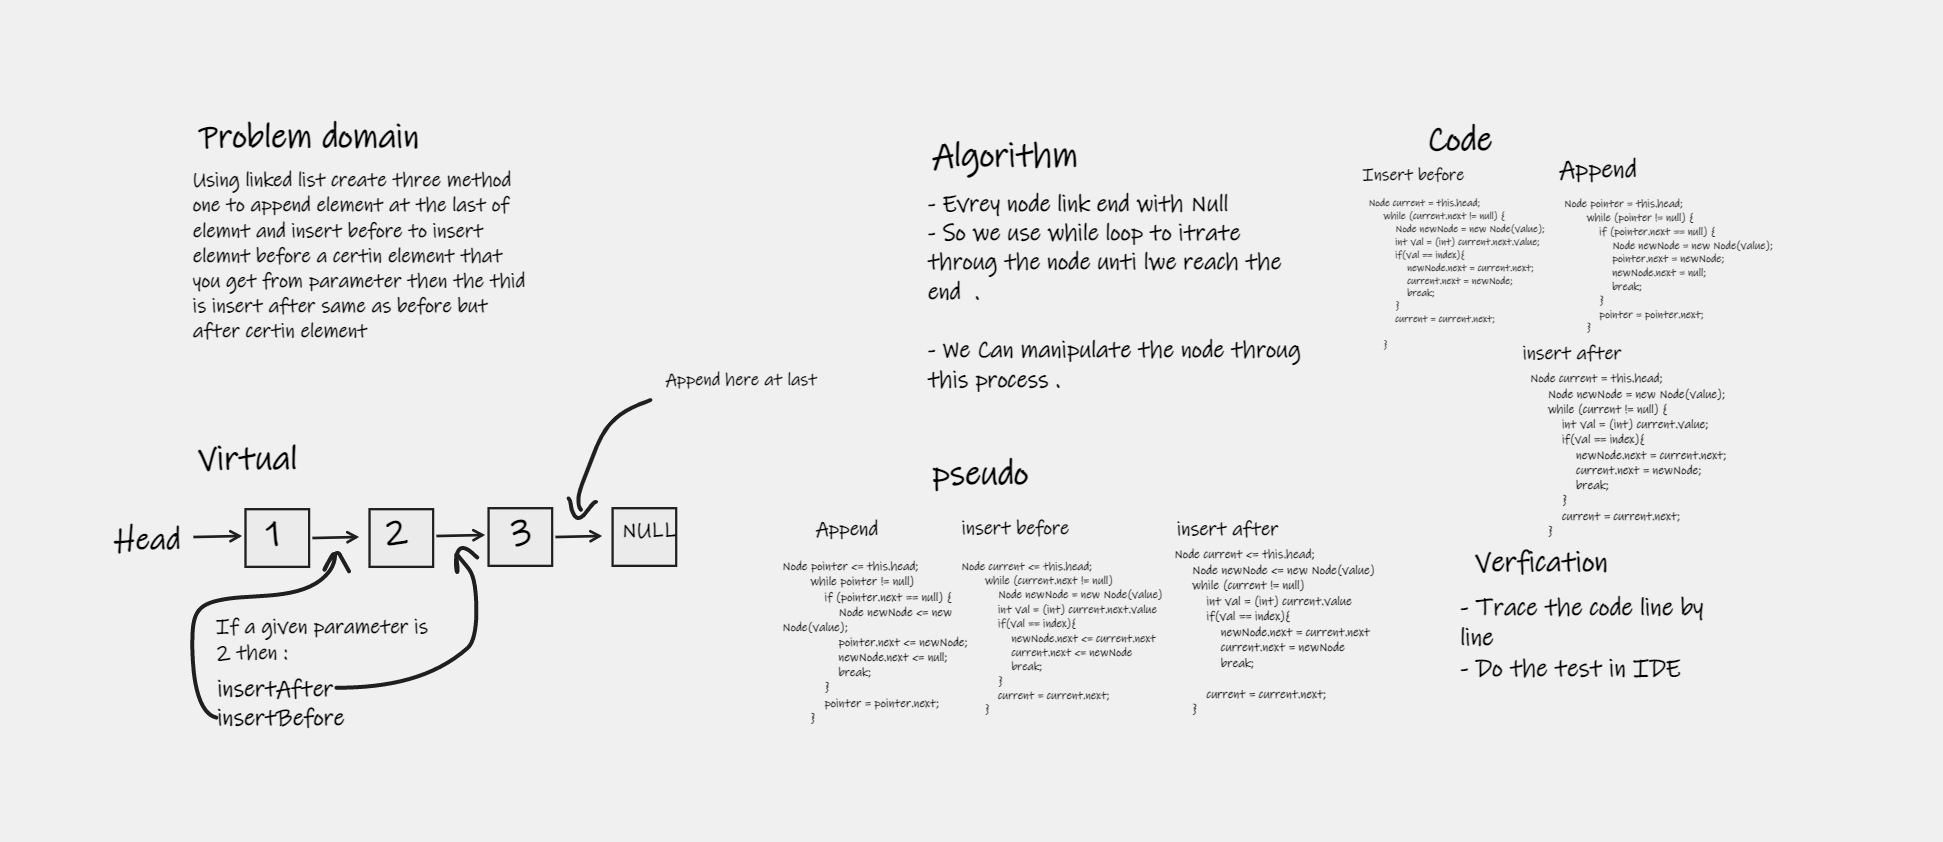 Problem domain
Using linked list create three method
one to append element at the last of
elemnt and insert before to insert
elemnt before a certin element that
you get from parameter then the thid
is insert after same as before but
after certin element
Virtual
Append here at last
Head
1
2
3
NULL
If a given parameter is
2 then :
insertAfter
insertBefore
Algorithm
- Evrey node link end with Null
- So we use while loop to itrate
throug the node unti lwe reach the
end .
- We Can manipulate the node throug
this process .
pseudo
Append
Node pointer <= this.head;
while pointer != null)
if (pointer.next == null) {
Node newNode <= new
Node(value);
pointer.next <= newNode;
newNode.next <= null;
break;
}
pointer = pointer.next;
}
insert before
Node current <= this.head;
while (current.next != null)
Node newNode = new Node(value)
int val = (int) current.next.value
if(val == index){
newNode.next <= current.next
current.next <= newNode
break;
}
current = current.next;
}
insert after
Node current <= this.head;
Node newNode <= new Node(value)
while (current != null)
int val = (int) current.value
if(val == index){
newNode.next = current.next
current.next = newNode
break;
current = current.next;
}
Code
Insert before
Node current = this.head;
while (current.next != null) {
Node newNode = new Node(value);
int val = (int) current.next.value;
if(val == index){
newNode.next = current.next;
current.next = newNode;
break;
}
current = current.next;
}
Append
Node pointer = this.head;
while (pointer != null) {
if (pointer.next == null) {
Node newNode = new Node(value);
pointer.next = newNode;
newNode.next = null;
break;
}
pointer = pointer.next;
}
insert after
Node current = this.head;
Node newNode = new Node(value);
while (current != null) {
int val = (int) current.value;
if(val == index){
newNode.next = current.next;
current.next = newNode;
break;
}
current = current.next;
}
Verfication
- Trace the code line by
line
- Do the test in IDE